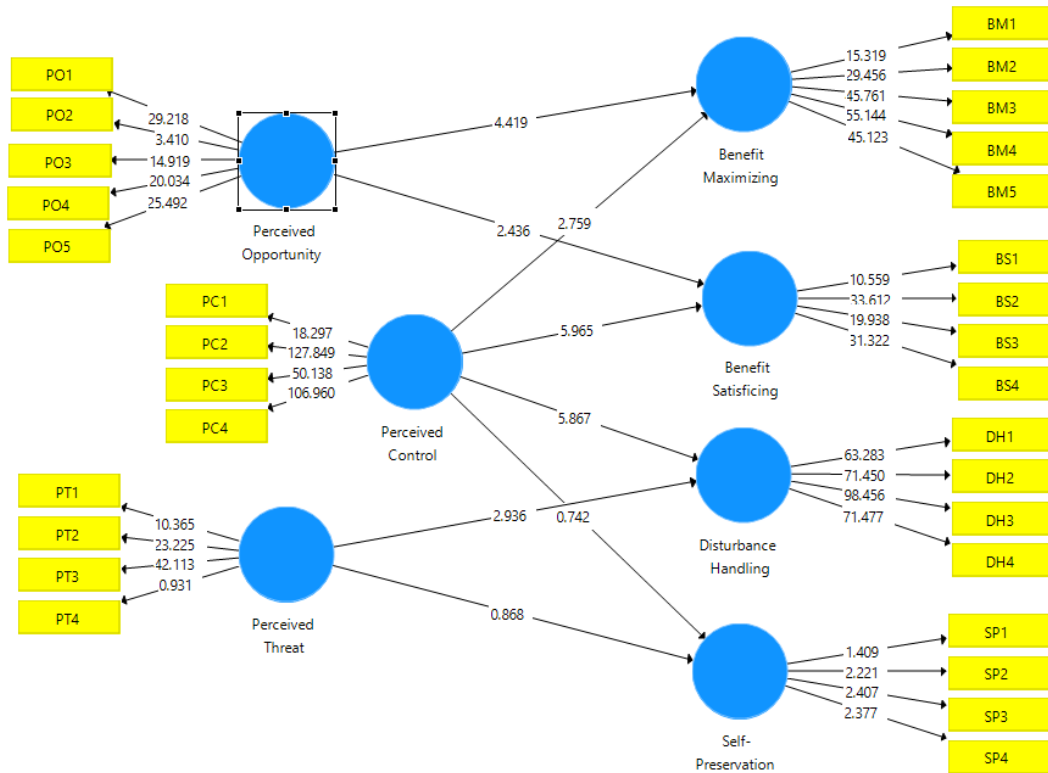 PO1
PO2
PO3
PO4
PO5
29.218
3.410
14.919
20.034
25.492
Perceived
Opportunity
PC1
PC2
PC3
PC4
18.297
127.849
50.138
106.960
Perceived
Control
PT1
PT2
PT3
PT4
10.365
23.225
42.113
0.931
Perceived
Threat
4.419
2.436
2.759
5.965
5.867
0.742
2.936
0.868
Benefit
Maximizing
15.319
29.456
45.761
55.144
45.123
BM1
BM2
BM3
BM4
BM5
Benefit
Satisficing
10.559
33.612
19.938
31.322
BS1
BS2
BS3
BS4
Disturbance
Handling
63.283
71.450
98.456
71.477
DH1
DH2
DH3
DH4
Self-
Preservation
1.409
2.221
2.407
2.377
SP1
SP2
SP3
SP4